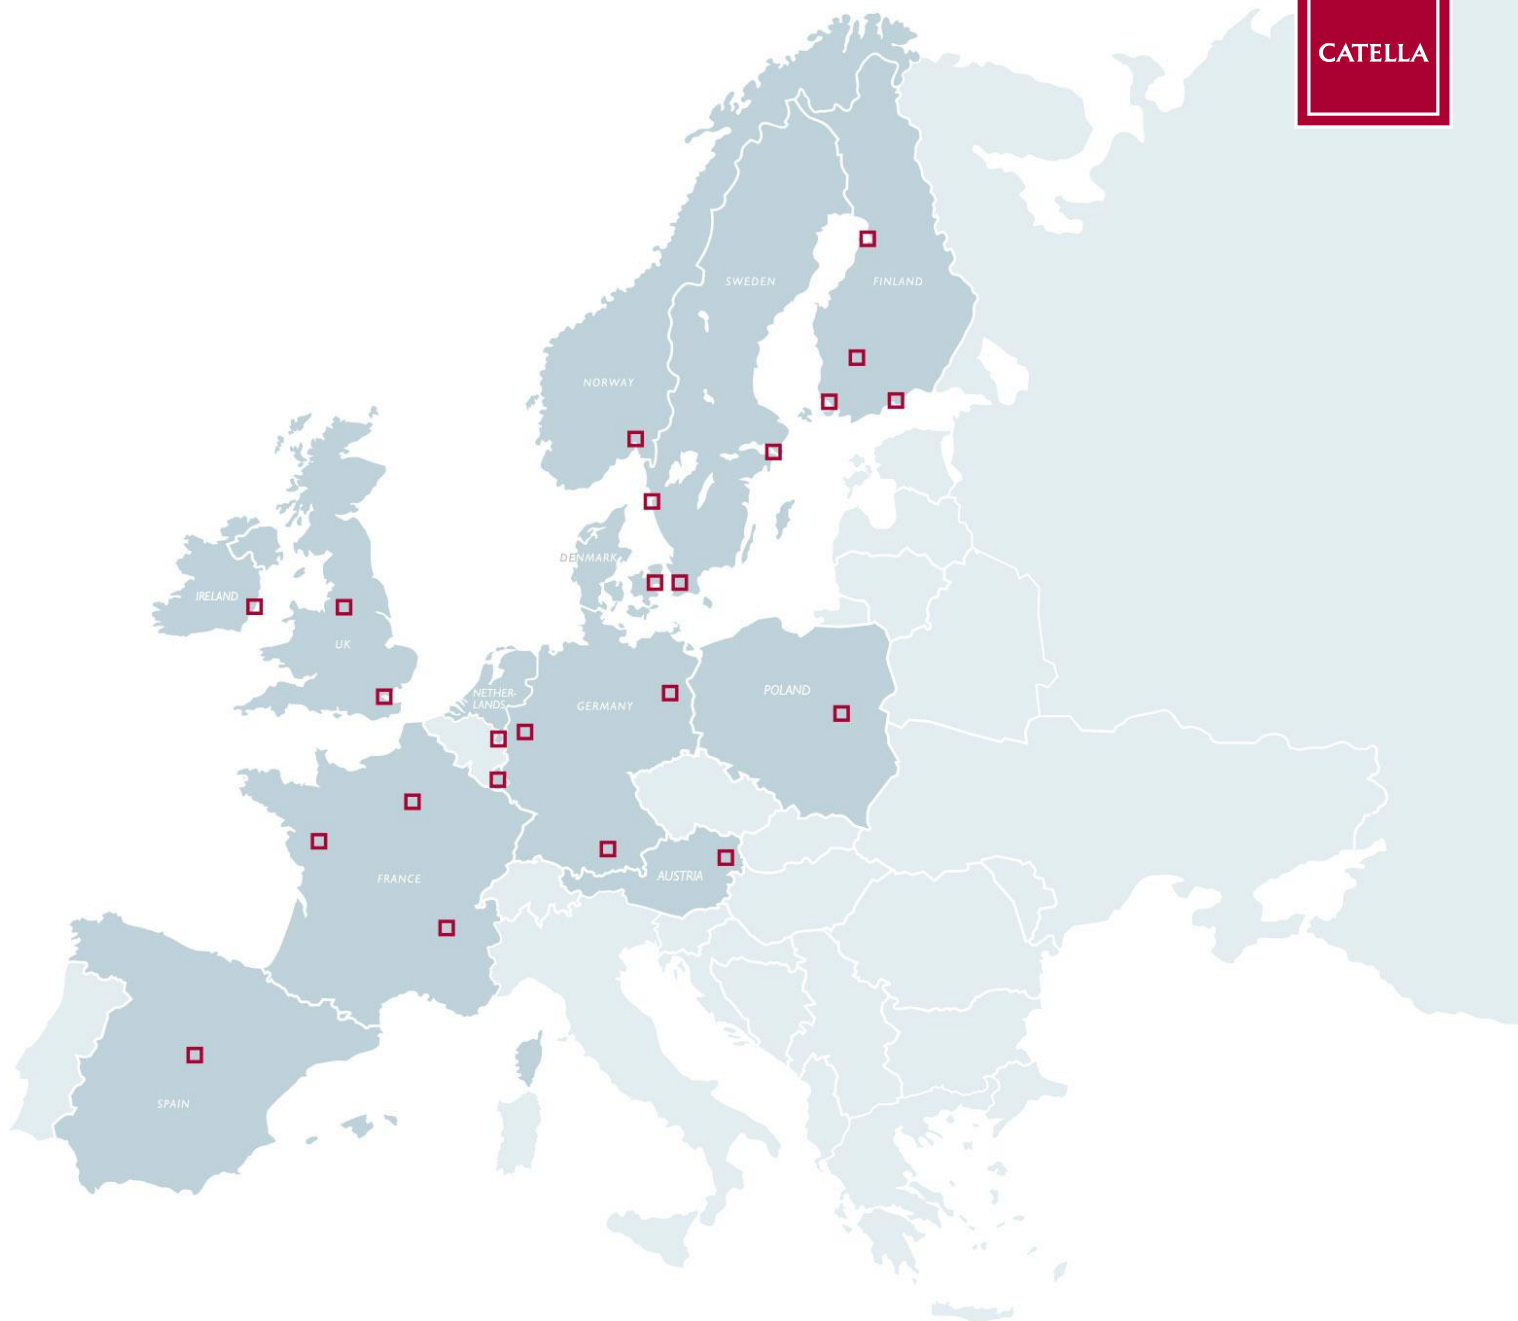 CATELLA
SWEDEN
FINLAND
NORWAY
DENMARK
IRELAND
UK
NETHER-
LANDS
GERMANY
POLAND
AUSTRIA
FRANCE
SPAIN